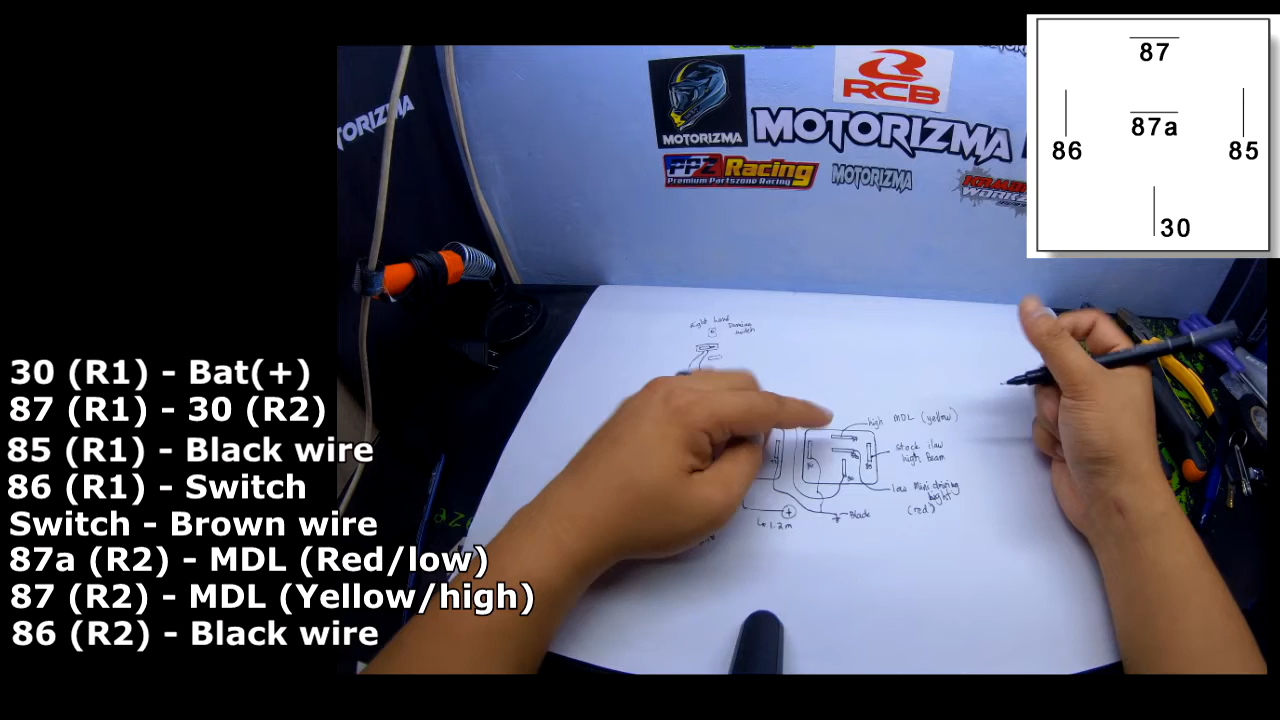 MOTORIZMA
RCB
MOTORIZMA
MOTORIZMA
PPZ Racing
Premium Partszone Racing
MOTORIZMA
87
87a
86
85
30
30 (R1) - Bat(+)
87 (R1) - 30 (R2)
85 (R1) - Black wire
86 (R1) - Switch
Switch - Brown wire
87a (R2) - MDL (Red/low)
87 (R2) - MDL (Yellow/high)
86 (R2) - Black wire
high MDL (yellow)
stock ilaw
high Beam
low Mini driving
light
(red)
+
1.2m